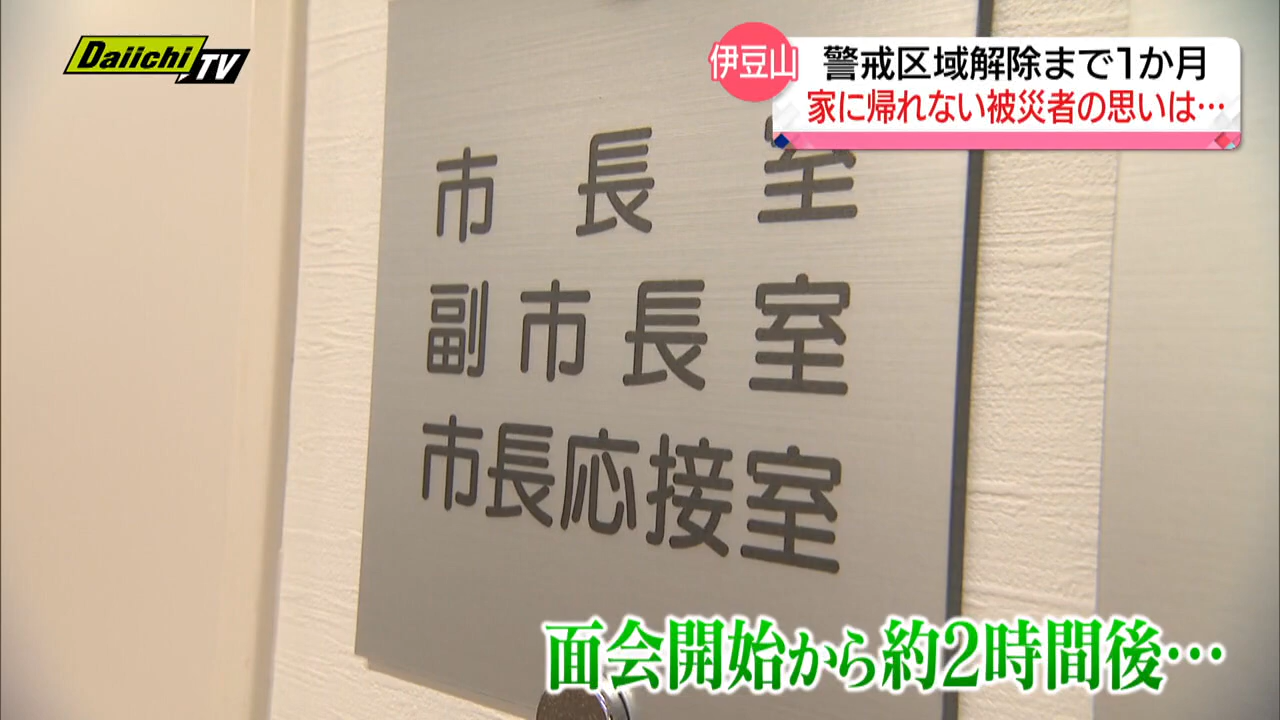 Daiichi TV
伊豆山
警戒区域解除まで1か月
家に帰れない被災者の思いは…
市長室
副市長室
市長応接室
面会開始から約2時間後…